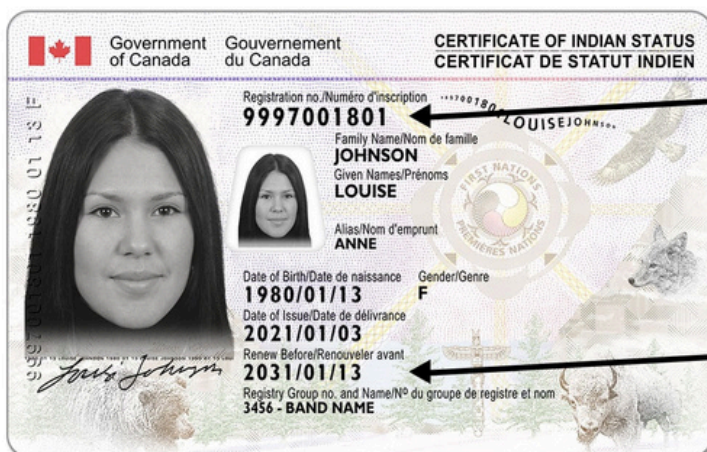 Government of Canada
Gouvernement du Canada
CERTIFICATE OF INDIAN STATUS
CERTIFICAT DE STATUT INDIEN
Registration no./Numéro d'inscription
9997001801
9997001801LOUISEJOHNSON
Family Name/Nom de famille
JOHNSON
Given Names/Prénoms
LOUISE
FIRST NATIONS
PREMIÈRES NATIONS
Alias/Nom d'emprunt
ANNE
Date of Birth/Date de naissance
1980/01/13
Gender/Genre
F
Date of Issue/Date de délivrance
2021/01/03
Renew Before/Renouveler avant
2031/01/13
Louise Johnson
Registry Group no. and Name/Nº du groupe de registre et nom
3456 - BAND NAME